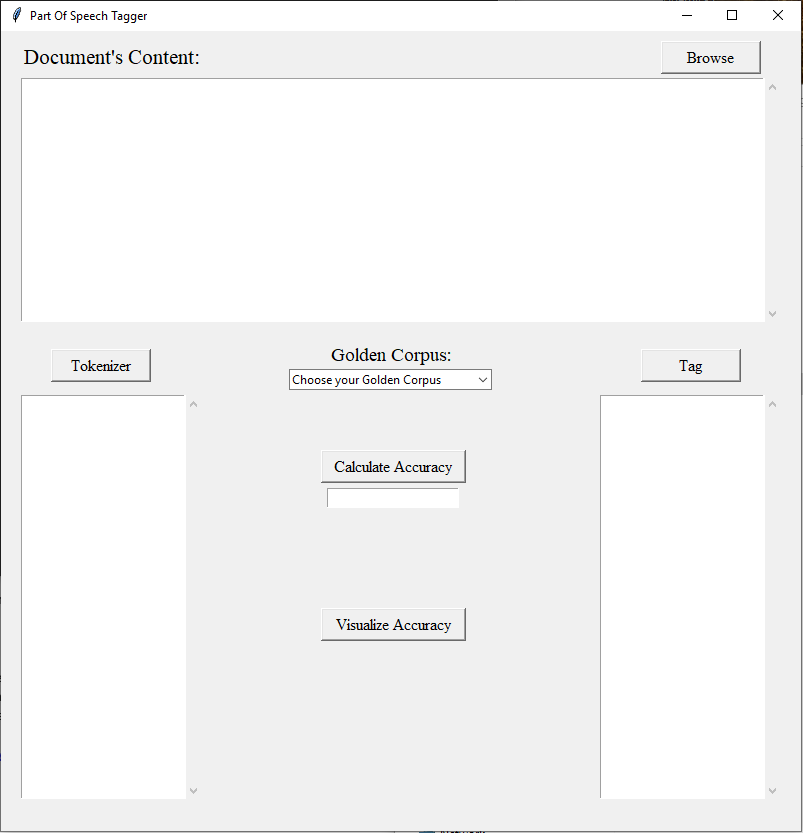 Part Of Speech Tagger
Document's Content:
Browse
Tokenizer
Golden Corpus:
Choose your Golden Corpus
Tag
Calculate Accuracy
Visualize Accuracy